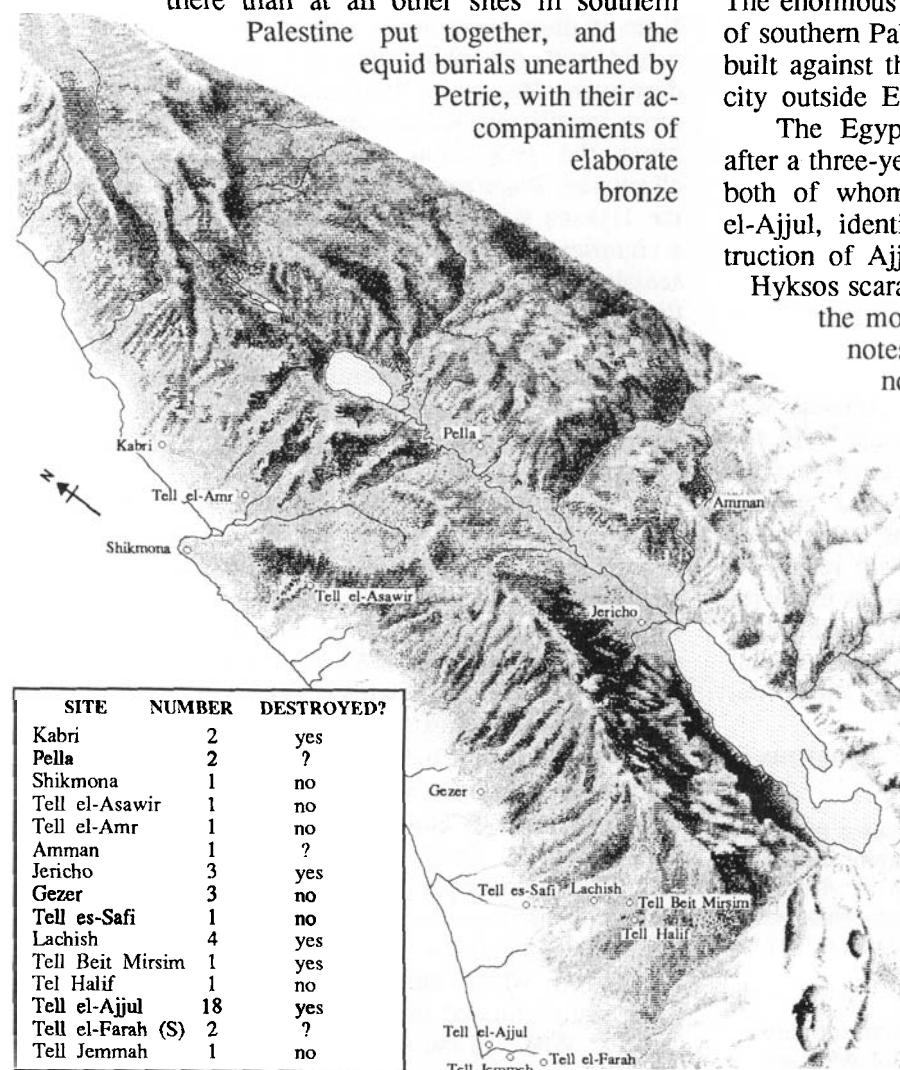 there than at all other sites in southern
Palestine put together, and the
equid burials unearthed by
Petrie, with their ac-
companiments of
elaborate
bronze
The enormous
of southern Pal
built against th
city outside E
The Egyp
after a three-ye
both of whom
el-Ajjul, identi
truction of Ajj
Hyksos scara
the mo
notes
no
Kabri
Pella
Tell el-Amr
Amman
N
Shikmona
Tell el-Asawir
Jericho
Gezer
Tell es-Safi
Lachish
Tell Beit Mirsim
Tell Halif
Tell el-Ajjul
Tell Jemmah
Tell el-Farah
SITE NUMBER DESTROYED?
Kabri 2 yes
Pella 2 ?
Shikmona 1 no
Tell el-Asawir 1 no
Tell el-Amr 1 no
Amman 1 ?
Jericho 3 yes
Gezer 3 no
Tell es-Safi 1 no
Lachish 4 yes
Tell Beit Mirsim 1 yes
Tel Halif 1 no
Tell el-Ajjul 18 yes
Tell el-Farah (S) 2 ?
Tell Jemmah 1 no